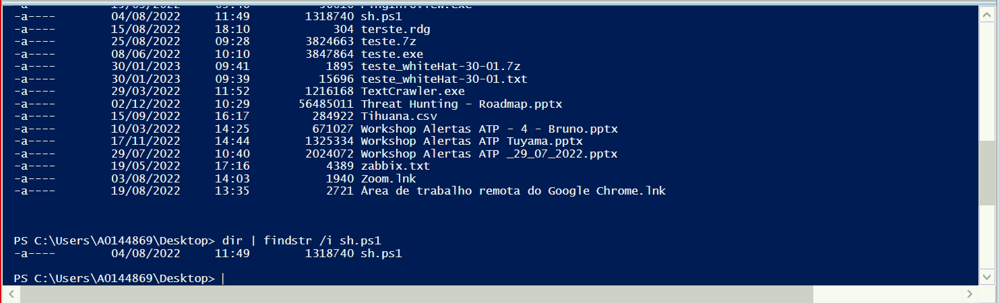 -a---- 04/08/2022 11:49 1318740 sh.ps1
-a---- 15/08/2022 18:10 304 terste.rdg
-a---- 25/08/2022 09:28 3824663 teste.7z
-a---- 08/06/2022 10:10 3847864 teste.exe
-a---- 30/01/2023 09:41 1895 teste_whiteHat-30-01.7z
-a---- 30/01/2023 09:39 15696 teste_whiteHat-30-01.txt
-a---- 29/03/2022 11:52 1216168 TextCrawler.exe
-a---- 02/12/2022 10:29 56485011 Threat Hunting - Roadmap.pptx
-a---- 15/09/2022 16:17 284922 Tihuana.csv
-a---- 10/03/2022 14:25 671027 Workshop Alertas ATP - 4 - Bruno.pptx
-a---- 17/11/2022 14:44 1325334 Workshop Alertas ATP Tuyama.pptx
-a---- 29/07/2022 10:40 2024072 Workshop Alertas ATP _29_07_2022.pptx
-a---- 19/05/2022 17:16 4389 zabbix.txt
-a---- 03/08/2022 14:03 1940 Zoom.lnk
-a---- 19/08/2022 13:35 2721 Área de trabalho remota do Google Chrome.lnk
PS C:\Users\A0144869\Desktop> dir | findstr /i sh.ps1
-a---- 04/08/2022 11:49 1318740 sh.ps1
PS C:\Users\A0144869\Desktop>